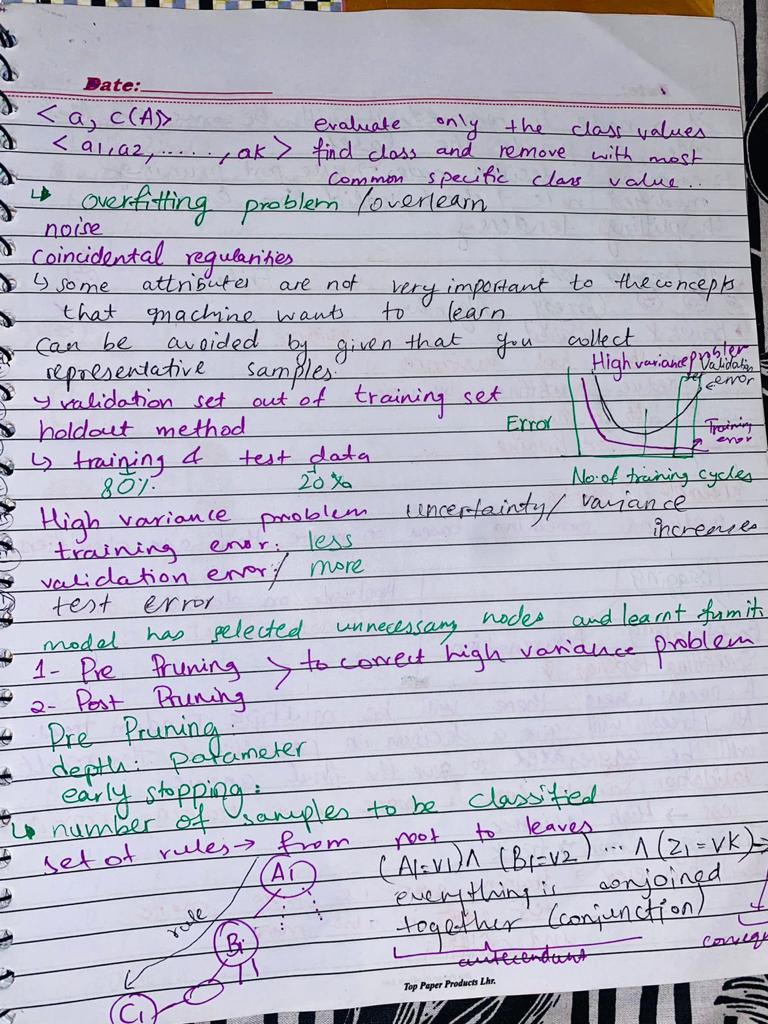 Date:
< a, c(A)> evaluate only the class values
< a1, a2, ....., ak > find class and remove with most
common specific class value..
↳ overfitting problem /overlearn
noise
coincidental regularities
↳ some attributes are not very important to the concepts
that machine wants to learn
Can be avoided by given that you collect
representative samples.
High variance problem
Validation
error
↳ validation set out of training set
Error
Training
error
holdout method
↳ training & test data
80% 20%
No. of training cycles
High variance problem uncertainty/ variance
increases
training error: less
validation error/ more
test error
model has selected unnecessary nodes and learnt from it
1- Pre Pruning > to correct high variance problem
2- Post Pruning
Pre Pruning:
depth: parameter
early stopping:
↳ number of samples to be classified
set of rules → from root to leaves
A1 (A1=v1) ∧ (B1=v2) ... ∧ (Z1=vk) →
everything is conjoined
rule together (conjunction)
B1
antecendant
C1
Top Paper Products Lhr.